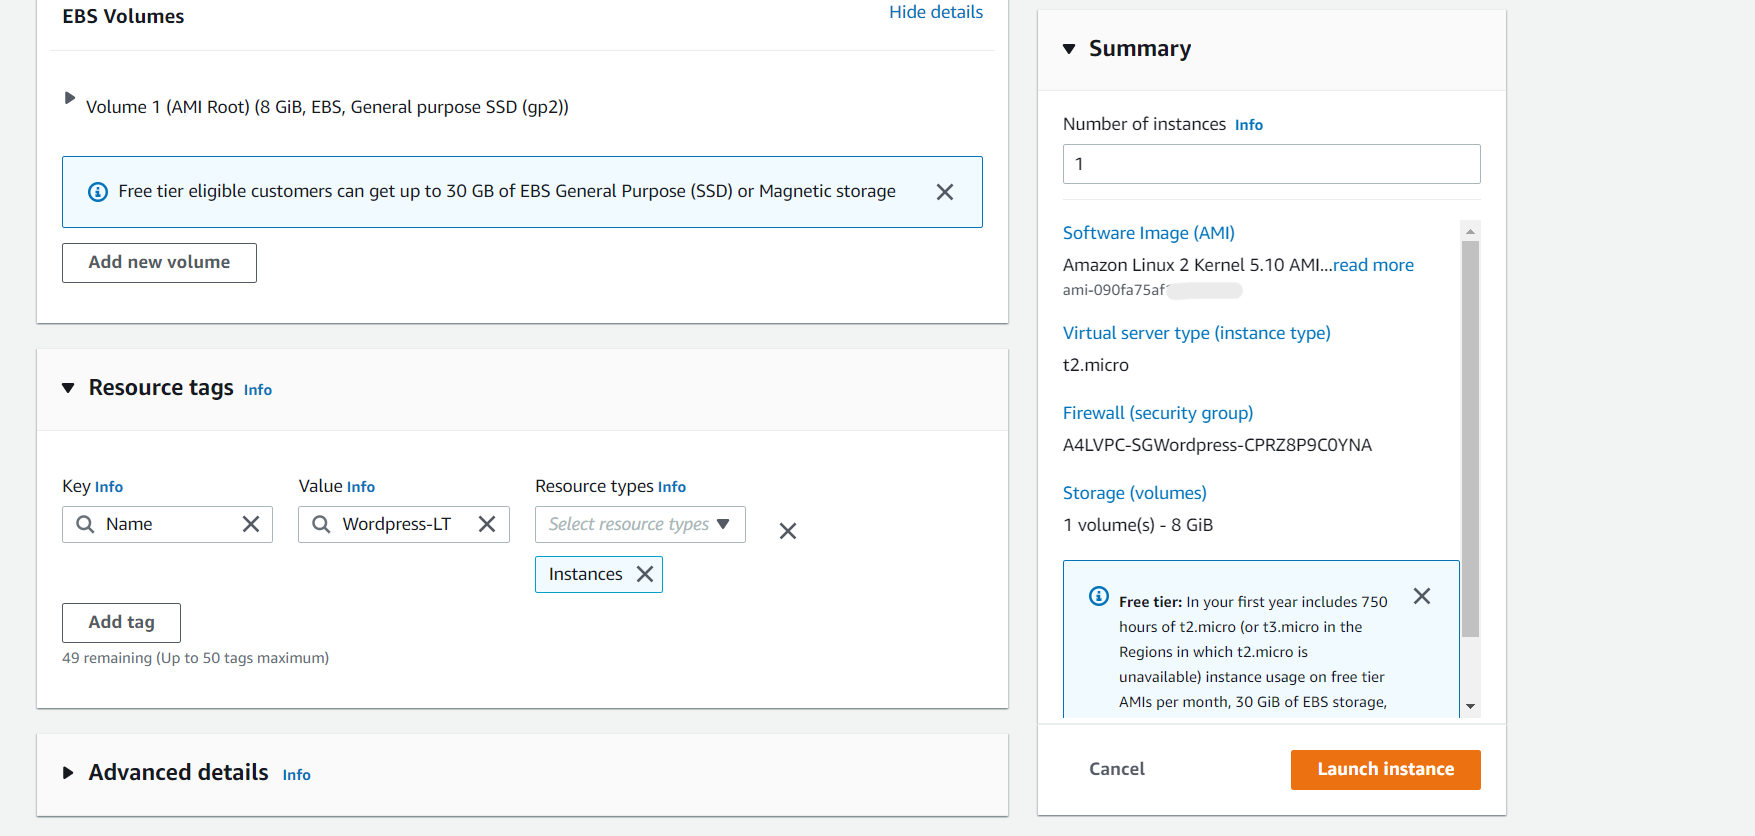 EBS Volumes
Hide details
Volume 1 (AMI Root) (8 GiB, EBS, General purpose SSD (gp2))
Free tier eligible customers can get up to 30 GB of EBS General Purpose (SSD) or Magnetic storage
Add new volume
Resource tags Info
Key Info Value Info Resource types Info
Name Wordpress-LT Select resource types
Instances
Add tag
49 remaining (Up to 50 tags maximum)
Advanced details Info
Summary
Number of instances Info
1
Software Image (AMI)
Amazon Linux 2 Kernel 5.10 AMI...read more
ami-090fa75af
Virtual server type (instance type)
t2.micro
Firewall (security group)
A4LVPC-SGWordpress-CPRZ8P9C0YNA
Storage (volumes)
1 volume(s) - 8 GiB
Free tier: In your first year includes 750
hours of t2.micro (or t3.micro in the
Regions in which t2.micro is
unavailable) instance usage on free tier
AMIs per month, 30 GiB of EBS storage,
Cancel
Launch instance